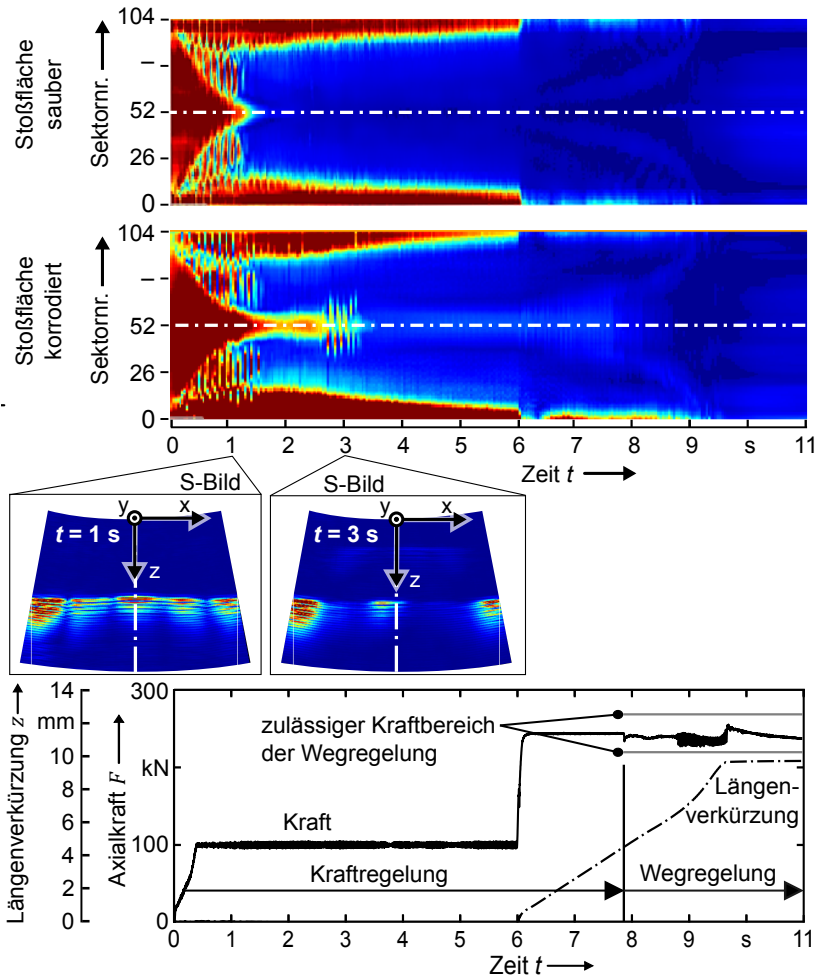 Stoßfläche
sauber
Sektornr.
104
–
52
26
0
Stoßfläche
korrodiert
Sektornr.
104
–
52
26
0
0 1 2 3 4 5 6 7 8 9 s 11
Zeit t
S-Bild
y x
t = 1 s
z
S-Bild
y x
t = 3 s
z
Längenverkürzung z
14
mm
10
8
6
4
2
0
Axialkraft F
300
kN
100
0
zulässiger Kraftbereich
der Wegregelung
Kraft
Längen-
verkürzung
Kraftregelung
Wegregelung
0 1 2 3 4 5 6 7 8 9 s 11
Zeit t